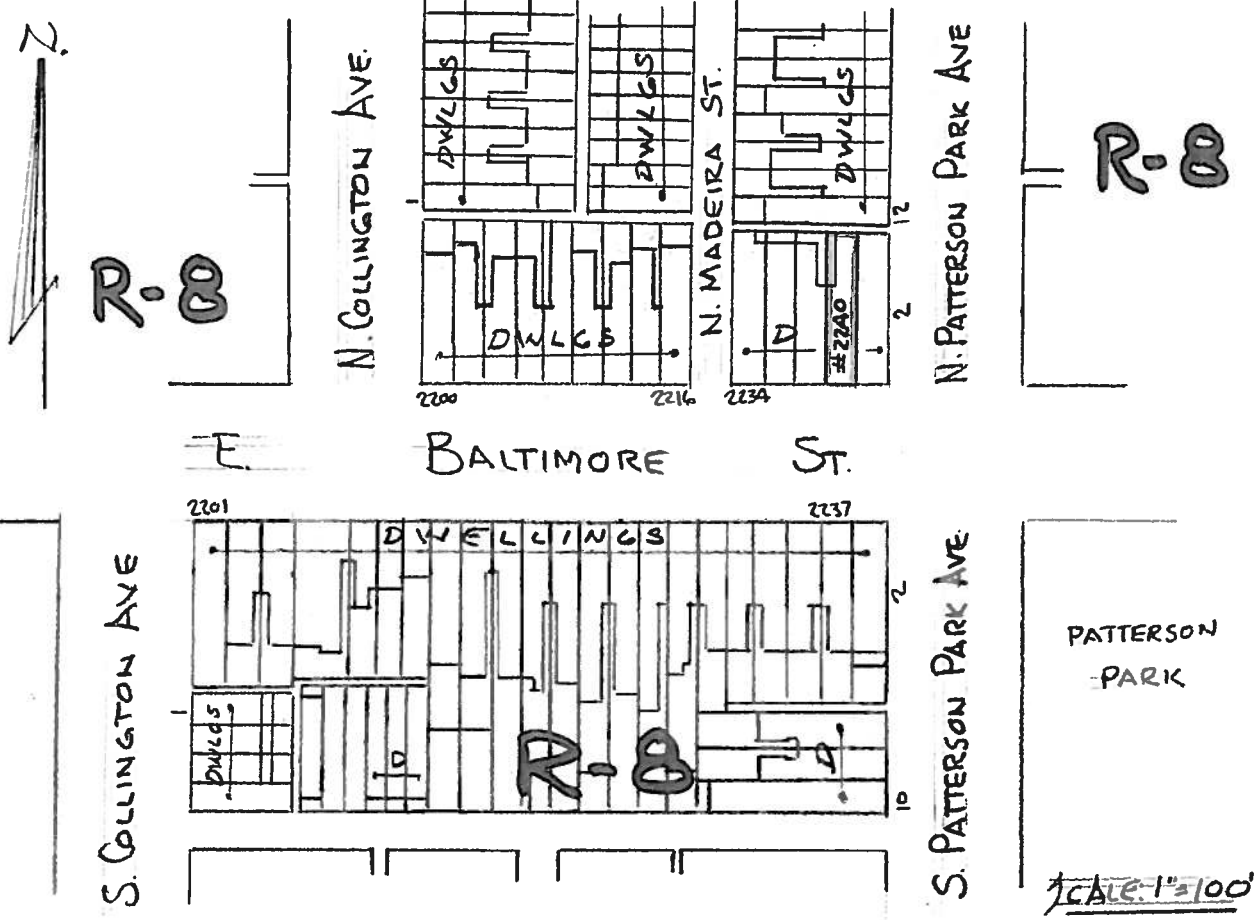 N.
N. COLLINGTON AVE.
DWLGS
DWLGS
N. MADEIRA ST.
DWLGS
N. PATTERSON PARK AVE
R-8
R-8
1
12
DWLGS
D
#2240
2
2200
2216
2234
E. BALTIMORE ST.
2201
2237
DWELLINGS
S. COLLINGTON AVE
2
S. PATTERSON PARK AVE.
PATTERSON
PARK
1
DWLGS
D
R-8
D
10
SCALE: 1"=100'